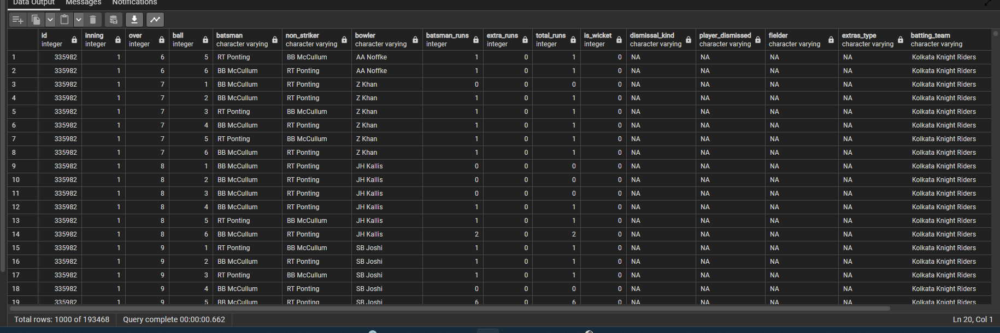 Data Output Messages Notifications
id inning over ball batsman non_striker bowler batsman_runs extra_runs total_runs is_wicket dismissal_kind player_dismissed fielder extras_type batting_team
integer integer integer integer character varying character varying character varying integer integer integer integer character varying character varying character varying character varying character varying
1 335982 1 6 5 RT Ponting BB McCullum AA Noffke 1 0 1 0 NA NA NA NA Kolkata Knight Riders
2 335982 1 6 6 BB McCullum RT Ponting AA Noffke 1 0 1 0 NA NA NA NA Kolkata Knight Riders
3 335982 1 7 1 BB McCullum RT Ponting Z Khan 0 0 0 0 NA NA NA NA Kolkata Knight Riders
4 335982 1 7 2 BB McCullum RT Ponting Z Khan 1 0 1 0 NA NA NA NA Kolkata Knight Riders
5 335982 1 7 3 RT Ponting BB McCullum Z Khan 1 0 1 0 NA NA NA NA Kolkata Knight Riders
6 335982 1 7 4 BB McCullum RT Ponting Z Khan 1 0 1 0 NA NA NA NA Kolkata Knight Riders
7 335982 1 7 5 RT Ponting BB McCullum Z Khan 1 0 1 0 NA NA NA NA Kolkata Knight Riders
8 335982 1 7 6 BB McCullum RT Ponting Z Khan 1 0 1 0 NA NA NA NA Kolkata Knight Riders
9 335982 1 8 1 BB McCullum RT Ponting JH Kallis 0 0 0 0 NA NA NA NA Kolkata Knight Riders
10 335982 1 8 2 BB McCullum RT Ponting JH Kallis 0 0 0 0 NA NA NA NA Kolkata Knight Riders
11 335982 1 8 3 BB McCullum RT Ponting JH Kallis 0 0 0 0 NA NA NA NA Kolkata Knight Riders
12 335982 1 8 4 BB McCullum RT Ponting JH Kallis 1 0 1 0 NA NA NA NA Kolkata Knight Riders
13 335982 1 8 5 RT Ponting BB McCullum JH Kallis 1 0 1 0 NA NA NA NA Kolkata Knight Riders
14 335982 1 8 6 BB McCullum RT Ponting JH Kallis 2 0 2 0 NA NA NA NA Kolkata Knight Riders
15 335982 1 9 1 RT Ponting BB McCullum SB Joshi 1 0 1 0 NA NA NA NA Kolkata Knight Riders
16 335982 1 9 2 BB McCullum RT Ponting SB Joshi 1 0 1 0 NA NA NA NA Kolkata Knight Riders
17 335982 1 9 3 RT Ponting BB McCullum SB Joshi 1 0 1 0 NA NA NA NA Kolkata Knight Riders
18 335982 1 9 4 BB McCullum RT Ponting SB Joshi 0 0 0 0 NA NA NA NA Kolkata Knight Riders
19 335982 1 9 5 BB McCullum RT Ponting SB Joshi 6 0 6 0 NA NA NA NA Kolkata Knight Riders
Total rows: 1000 of 193468 Query complete 00:00:00.662 Ln 20, Col 1